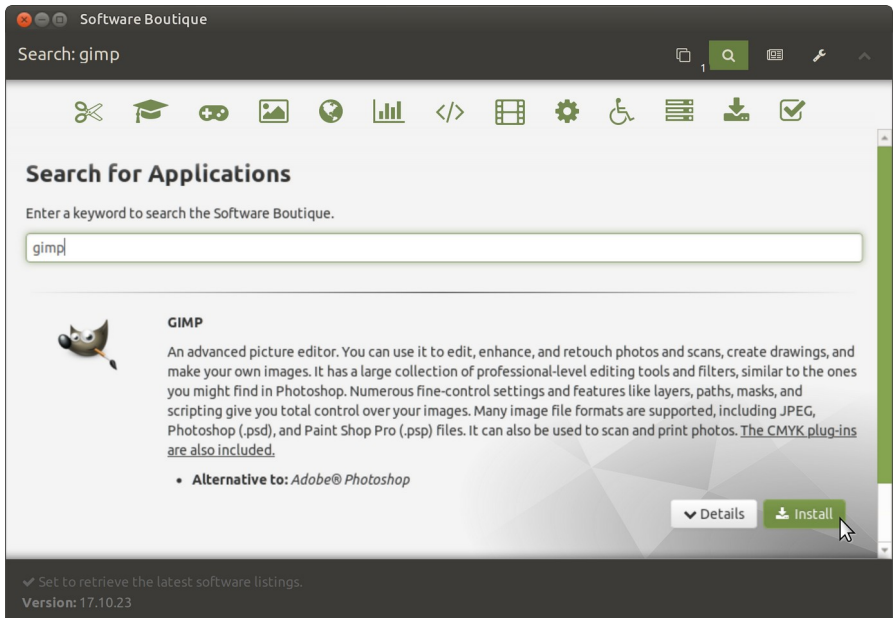 Software Boutique
Search: gimp
1
Search for Applications
Enter a keyword to search the Software Boutique.
gimp
GIMP
An advanced picture editor. You can use it to edit, enhance, and retouch photos and scans, create drawings, and
make your own images. It has a large collection of professional-level editing tools and filters, similar to the ones
you might find in Photoshop. Numerous fine-control settings and features like layers, paths, masks, and
scripting give you total control over your images. Many image file formats are supported, including JPEG,
Photoshop (.psd), and Paint Shop Pro (.psp) files. It can also be used to scan and print photos. The CMYK plug-ins
are also included.
• Alternative to: Adobe® Photoshop
Details
Install
Set to retrieve the latest software listings.
Version: 17.10.23